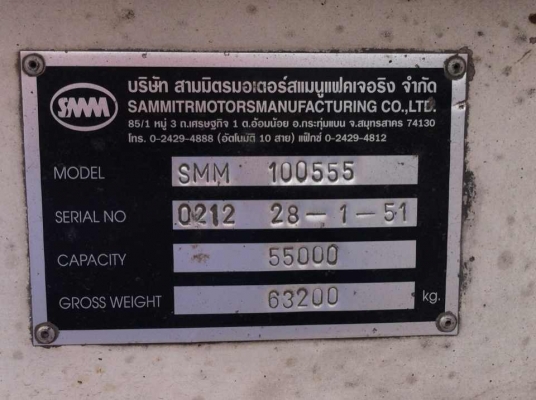 SMM
บริษัท สามมิตรมอเตอร์สแมนูแฟคเจอริง จำกัด
SAMMITRMOTORSMANUFACTURING CO.,LTD.
85/1 หมู่ 3 ถ.เศรษฐกิจ 1 ต.อ้อมน้อย อ.กระทุ่มแบน จ.สมุทรสาคร 74130
โทร. 0-2429-4888 (อัตโนมัติ 10 สาย) แฟ็กซ์ 0-2429-4812
MODEL SMM 100555
SERIAL NO 0212 28-1-51
CAPACITY 55000
GROSS WEIGHT 63200 kg.